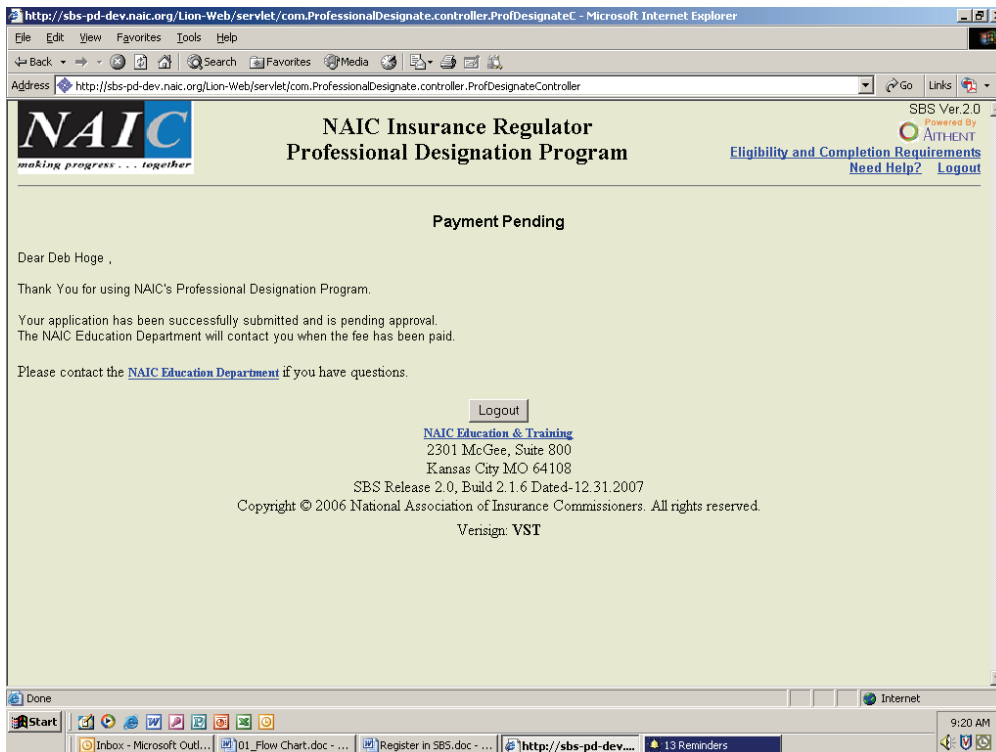 http://sbs-pd-dev.naic.org/Lion-Web/servlet/com.ProfessionalDesignate.controller.ProfDesignateC - Microsoft Internet Explorer
File Edit View Favorites Tools Help
Back Search Favorites Media
Address http://sbs-pd-dev.naic.org/Lion-Web/servlet/com.ProfessionalDesignate.controller.ProfDesignateController Go Links
NAIC
making progress . . . together
NAIC Insurance Regulator
Professional Designation Program
SBS Ver.2.0
Powered By
AITHENT
Eligibility and Completion Requirements
Need Help? Logout
Payment Pending
Dear Deb Hoge ,
Thank You for using NAIC's Professional Designation Program.
Your application has been successfully submitted and is pending approval.
The NAIC Education Department will contact you when the fee has been paid.
Please contact the NAIC Education Department if you have questions.
Logout
NAIC Education & Training
2301 McGee, Suite 800
Kansas City MO 64108
SBS Release 2.0, Build 2.1.6 Dated-12.31.2007
Copyright © 2006 National Association of Insurance Commissioners. All rights reserved.
Verisign: VST
Done Internet
Start 9:20 AM
Inbox - Microsoft Outl... 01_Flow Chart.doc - ... Register in SBS.doc - ... http://sbs-pd-dev.... 13 Reminders